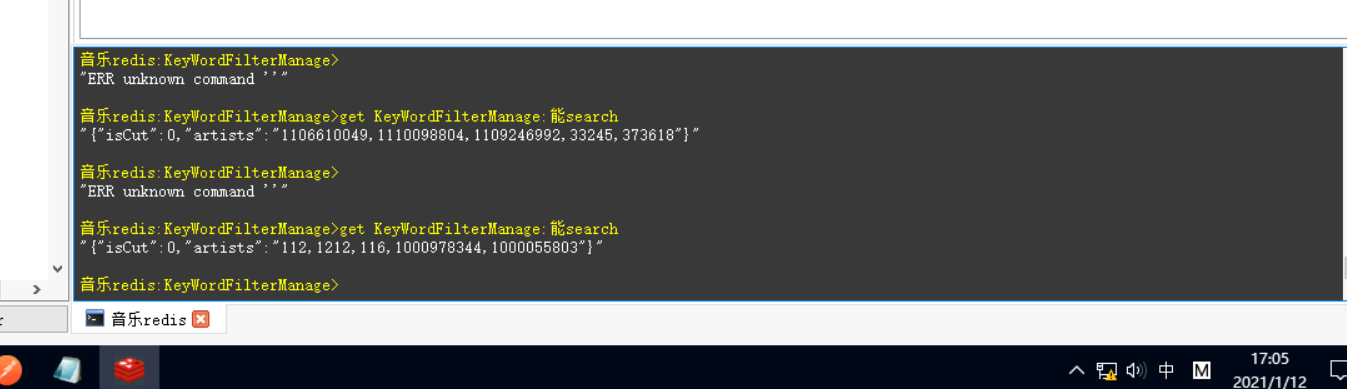 音乐redis:KeyWordFilterManage>
"ERR unknown command ''"
音乐redis:KeyWordFilterManage>get KeyWordFilterManage:能search
"{"isCut":0,"artists":"1106610049,1110098804,1109246992,33245,373618"}"
音乐redis:KeyWordFilterManage>
"ERR unknown command ''"
音乐redis:KeyWordFilterManage>get KeyWordFilterManage:能search
"{"isCut":0,"artists":"112,1212,116,1000978344,1000055803"}"
音乐redis:KeyWordFilterManage>
r
音乐redis
中
M
17:05
2021/1/12